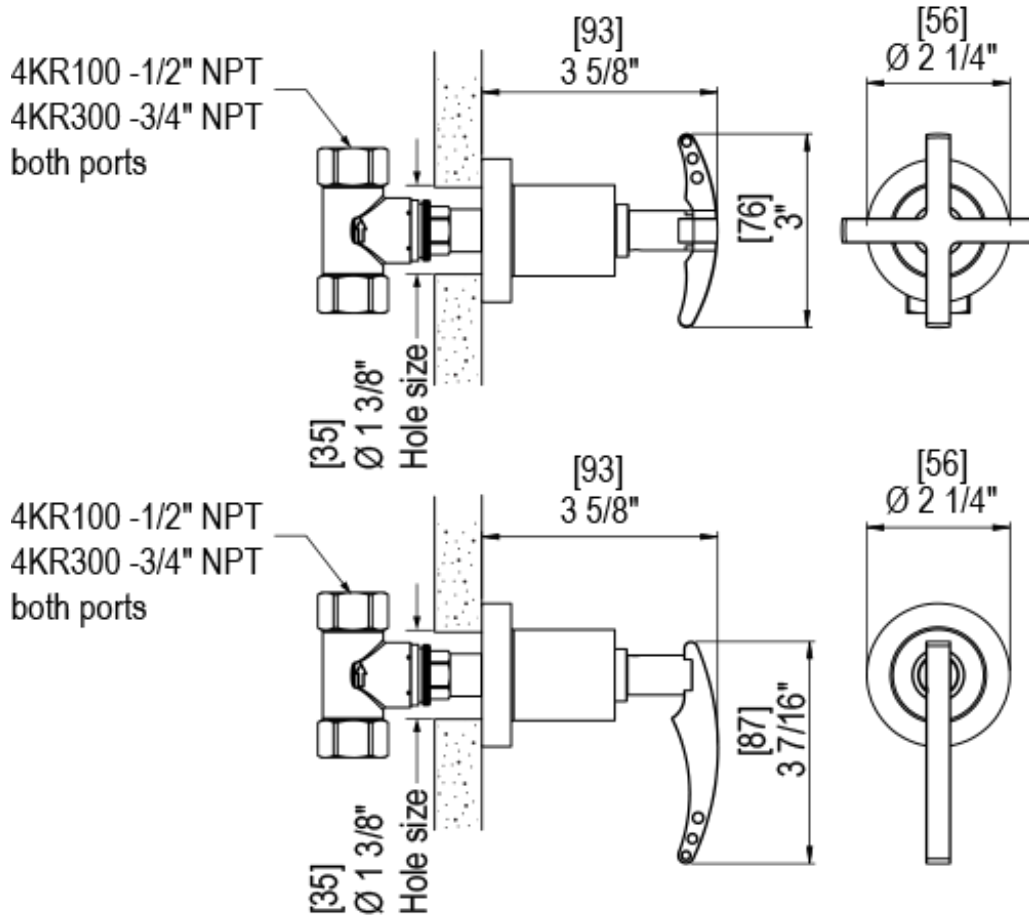 4KR100 -1/2" NPT
4KR300 -3/4" NPT
both ports
[93]
3 5/8"
[56]
Ø 2 1/4"
[76]
3"
[35]
Ø 1 3/8"
Hole size
4KR100 -1/2" NPT
4KR300 -3/4" NPT
both ports
[93]
3 5/8"
[56]
Ø 2 1/4"
[87]
3 7/16"
[35]
Ø 1 3/8"
Hole size